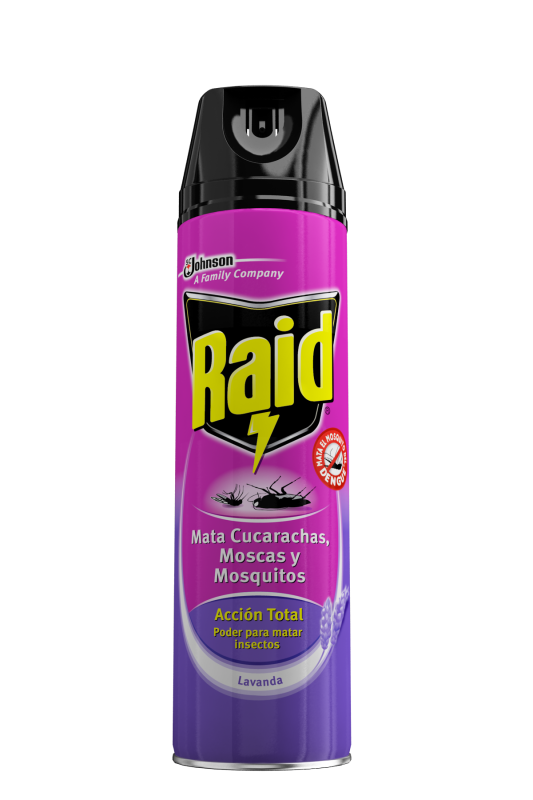 SC Johnson
A Family Company
Raid®
MATA EL MOSQUITO DEL
DENGUE
Mata Cucarachas,
Moscas y
Mosquitos
Acción Total
Poder para matar
insectos
Lavanda